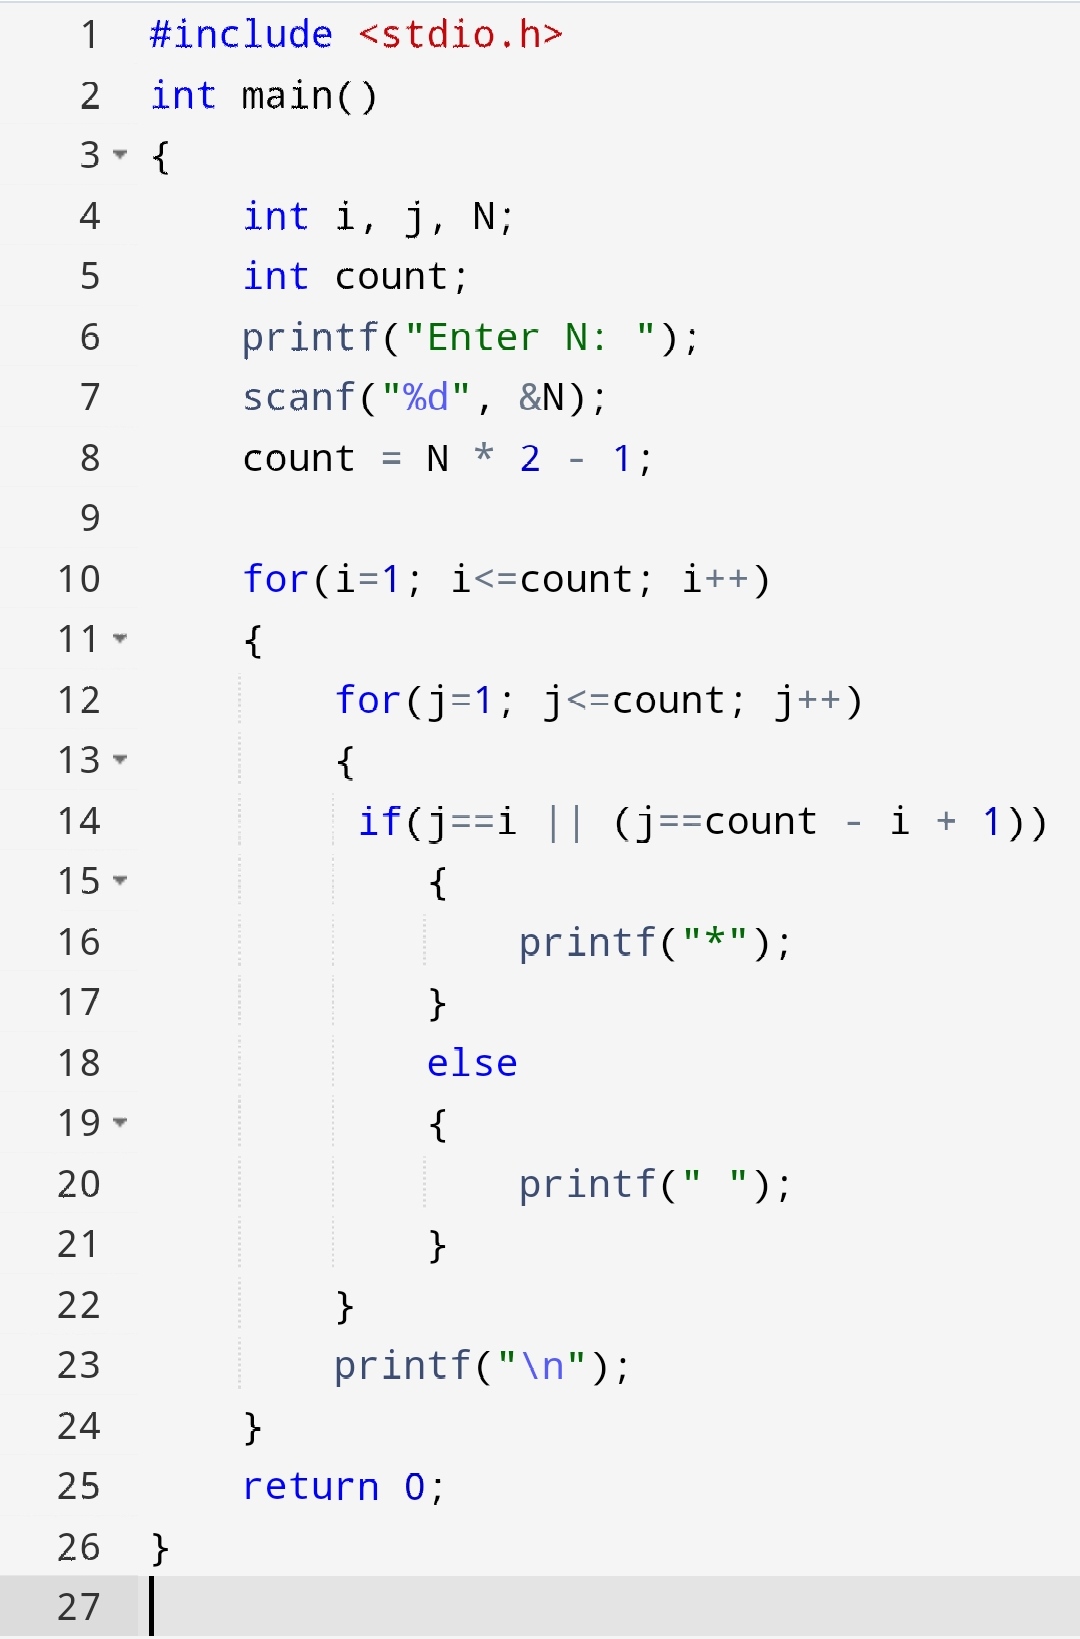 1 #include <stdio.h>
2 int main()
3 {
4     int i, j, N;
5     int count;
6     printf("Enter N: ");
7     scanf("%d", &N);
8     count = N * 2 - 1;
9
10     for(i=1; i<=count; i++)
11     {
12         for(j=1; j<=count; j++)
13         {
14          if(j==i || (j==count - i + 1))
15             {
16                 printf("*");
17             }
18             else
19             {
20                 printf(" ");
21             }
22         }
23         printf("\n");
24     }
25     return 0;
26 }
27